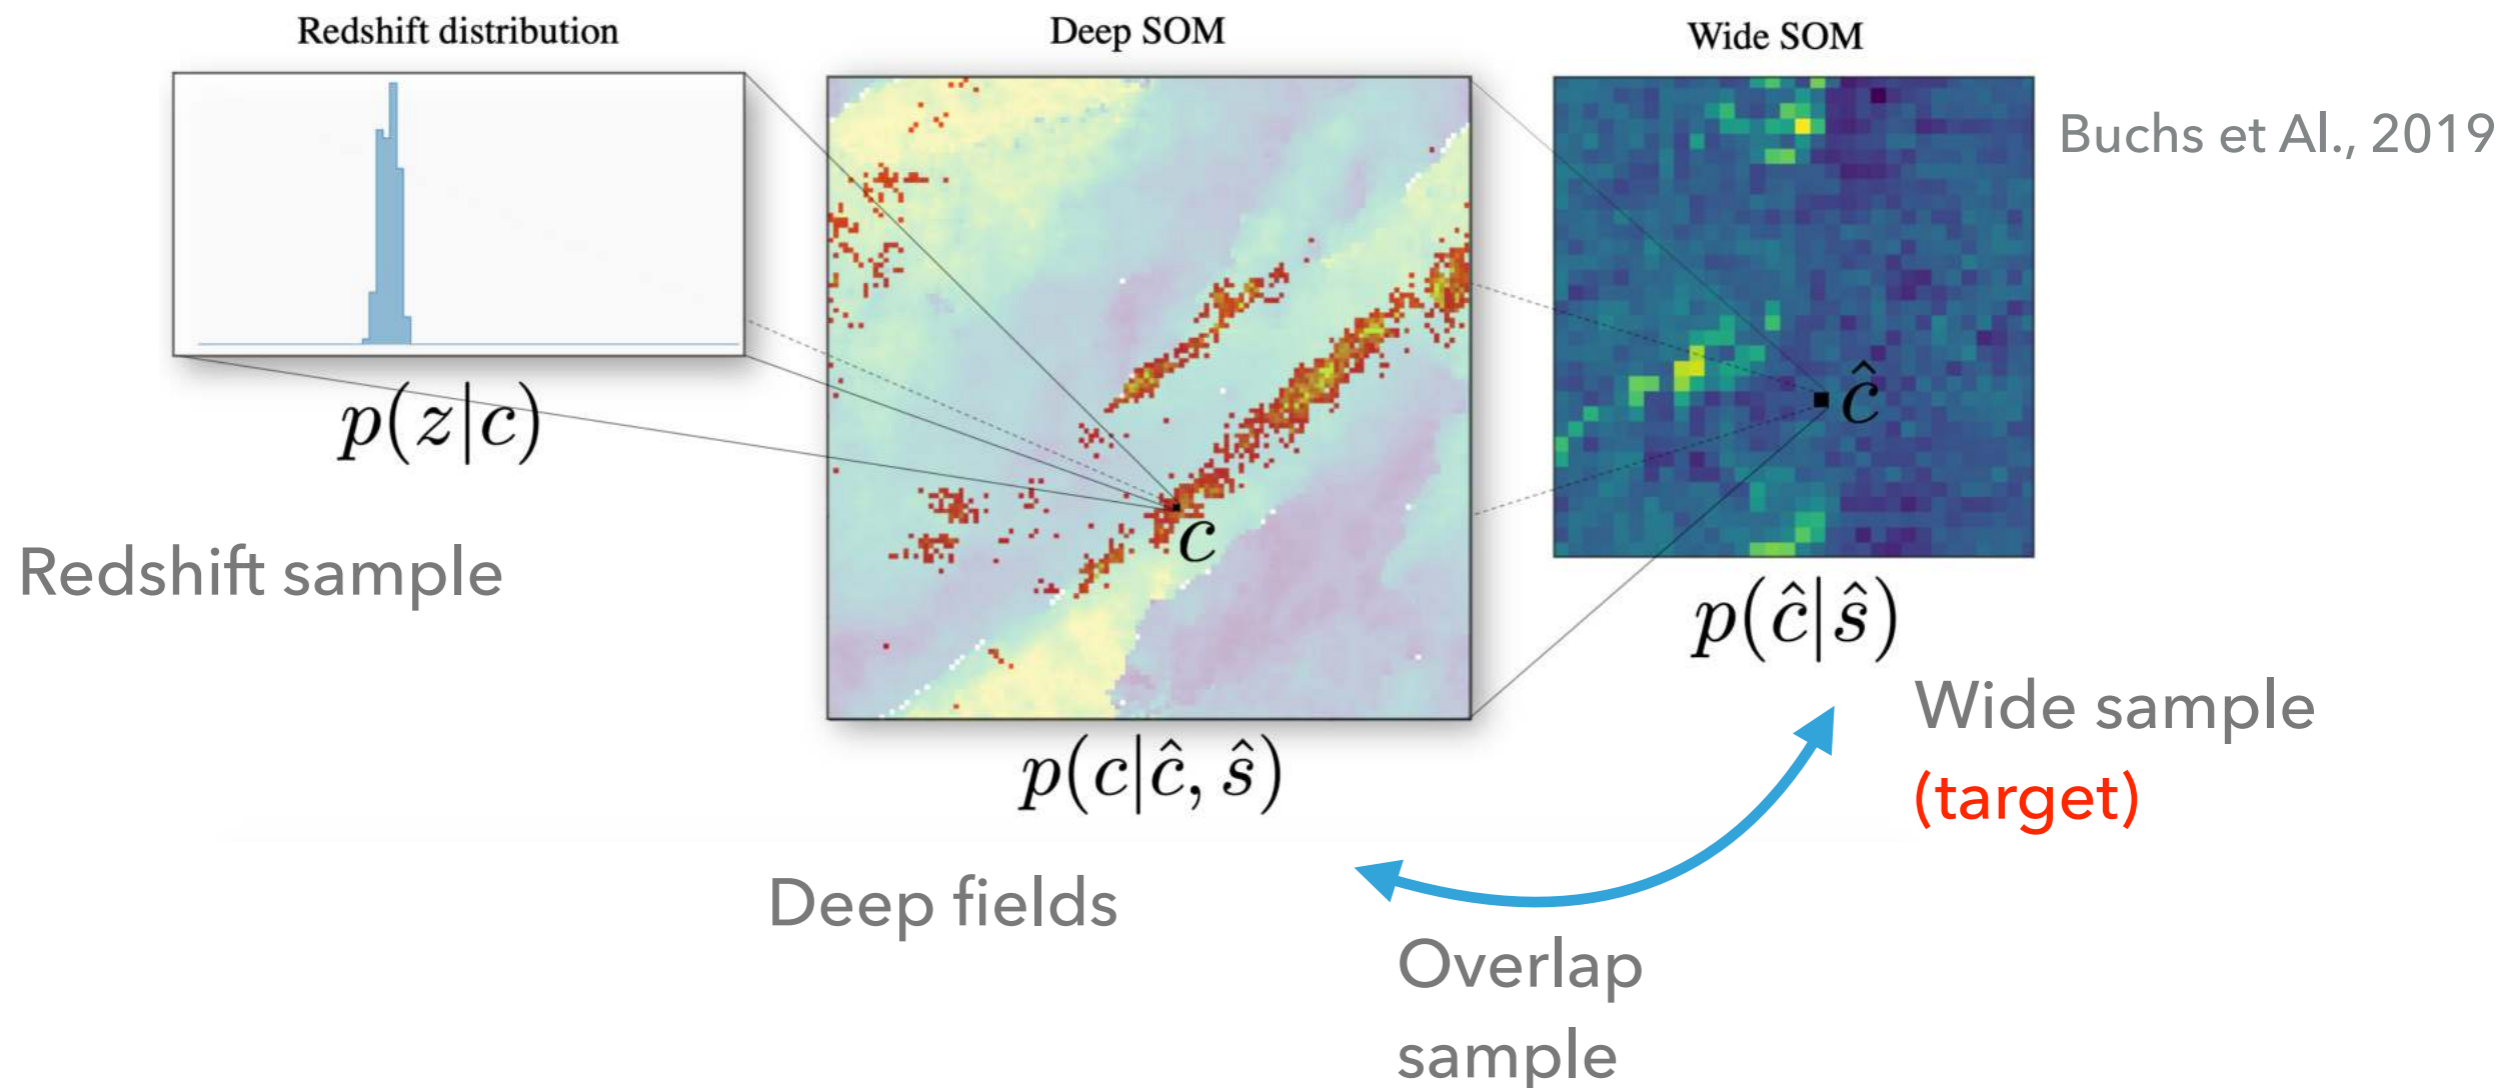 Redshift distribution
Deep SOM
Wide SOM
Buchs et Al., 2019
p(z|c)
c
ĉ
Redshift sample
p(ĉ|ŝ)
p(c|ĉ, ŝ)
Wide sample
(target)
Deep fields
Overlap
sample